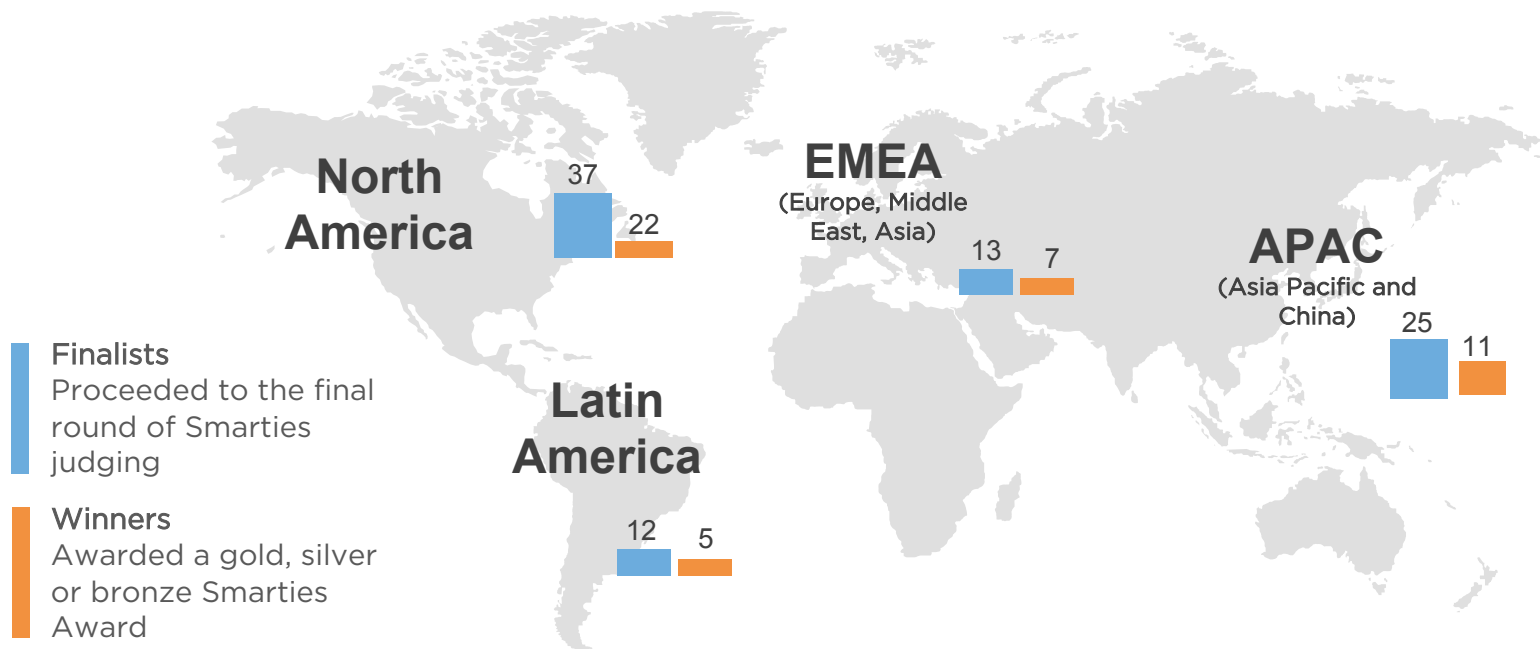 North
America
37
22
EMEA
(Europe, Middle
East, Asia)
13
7
APAC
(Asia Pacific and
China)
25
11
Finalists
Proceeded to the final
round of Smarties
judging
Latin
America
12
5
Winners
Awarded a gold, silver
or bronze Smarties
Award